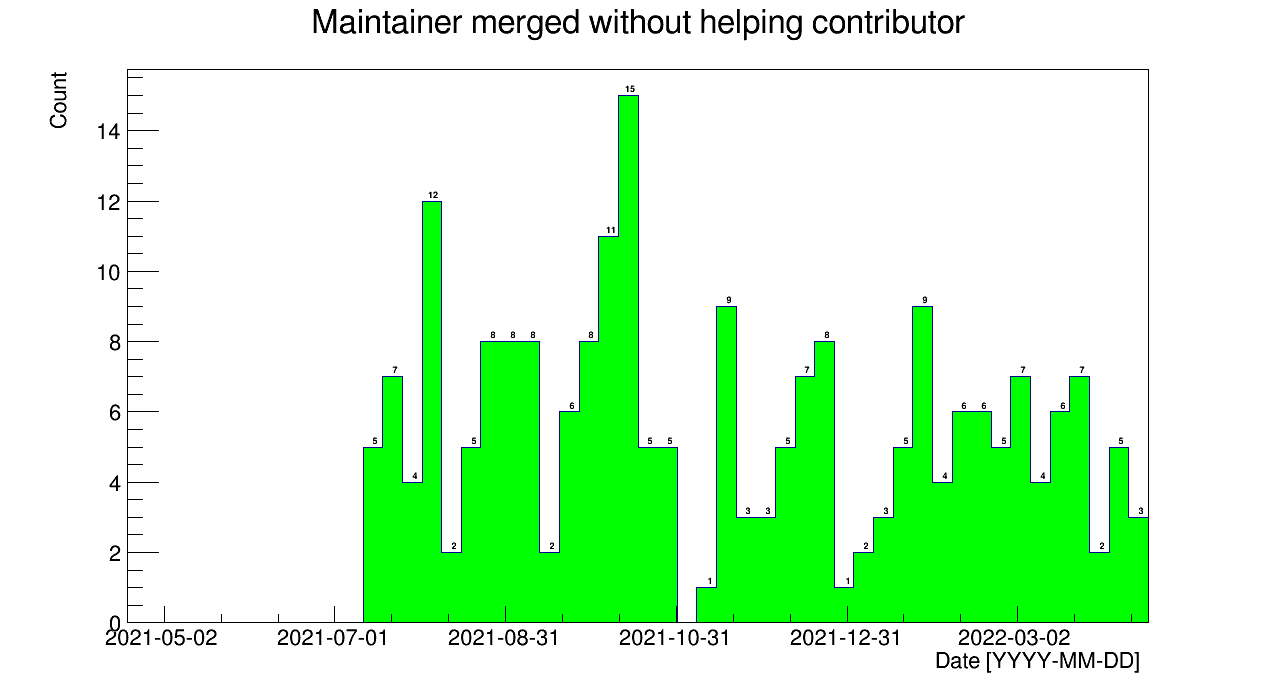 Maintainer merged without helping contributor
Count
14
12
10
8
6
4
2
0
5 7 4 12 2 5 8 8 8 2 6 8 11 15 5 5 1 9 3 3 5 7 8 1 2 3 5 9 4 6 6 5 7 4 6 7 2 5 3
2021-05-02 2021-07-01 2021-08-31 2021-10-31 2021-12-31 2022-03-02
Date [YYYY-MM-DD]